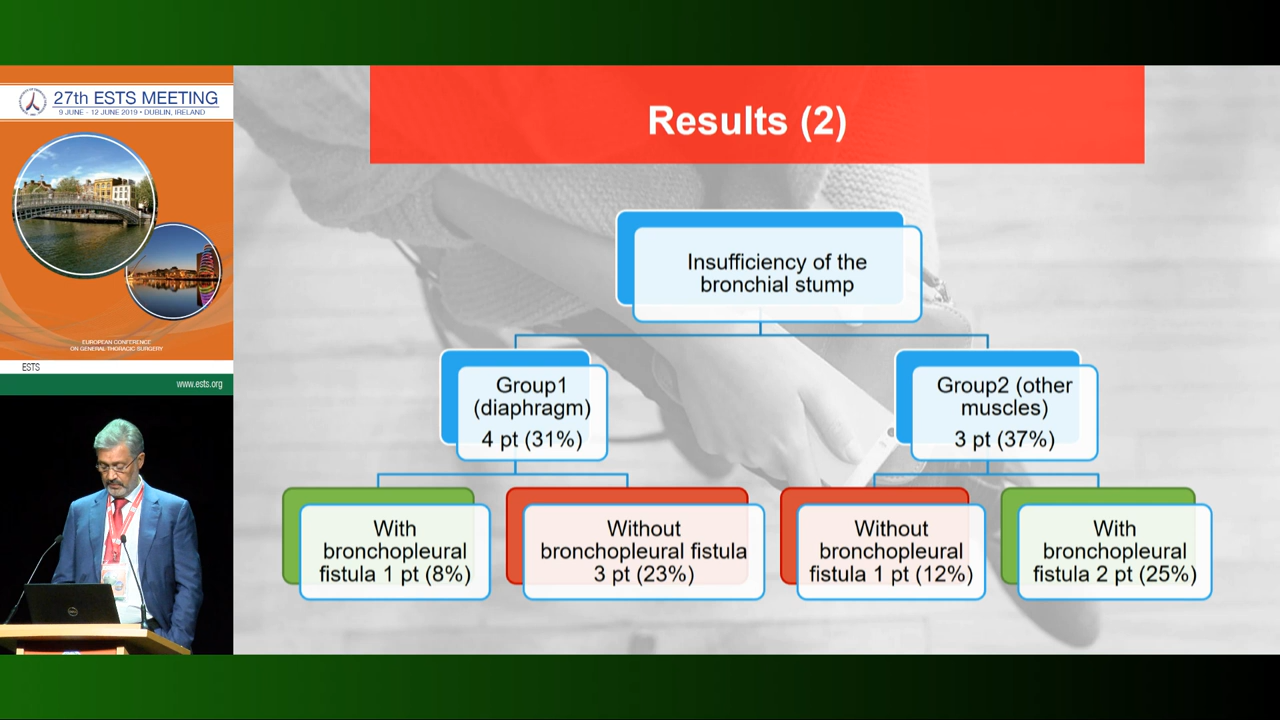 27th ESTS MEETING
9 JUNE - 12 JUNE 2019 • DUBLIN, IRELAND
EUROPEAN CONFERENCE
ON GENERAL THORACIC SURGERY
ESTS
www.ests.org
Results (2)
Insufficiency of the
bronchial stump
Group1
(diaphragm)
4 pt (31%)
Group2 (other
muscles)
3 pt (37%)
With
bronchopleural
fistula 1 pt (8%)
Without
bronchopleural fistula
3 pt (23%)
Without
bronchopleural
fistula 1 pt (12%)
With
bronchopleural
fistula 2 pt (25%)